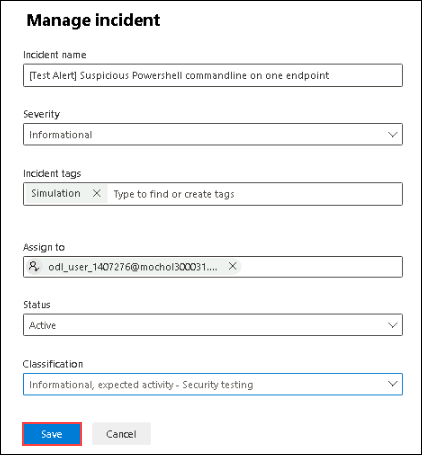 Manage incident
Incident name
[Test Alert] Suspicious Powershell commandline on one endpoint
Severity
Informational
Incident tags
Simulation × Type to find or create tags
Assign to
odl_user_1407276@mochol300031.... ×
Status
Active
Classification
Informational, expected activity - Security testing
Save Cancel